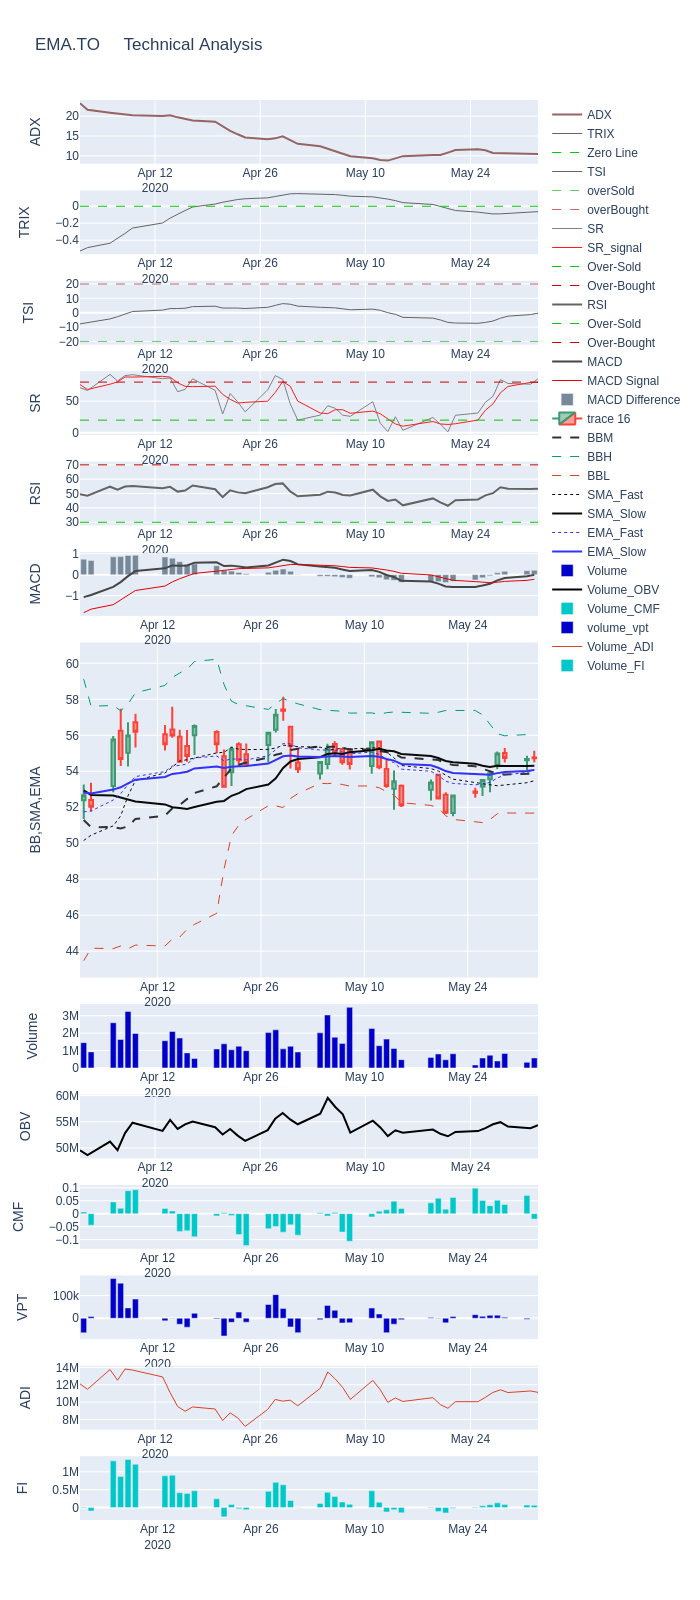 EMA.TO Technical Analysis
ADX
20
15
10
Apr 12
2020
Apr 26
May 10
May 24
TRIX
0
−0.2
−0.4
Apr 12
2020
Apr 26
May 10
May 24
TSI
20
10
0
−10
−20
Apr 12
2020
Apr 26
May 10
May 24
SR
50
0
Apr 12
2020
Apr 26
May 10
May 24
RSI
70
60
50
40
30
Apr 12
2020
Apr 26
May 10
May 24
MACD
1
0
−1
Apr 12
2020
Apr 26
May 10
May 24
BB,SMA,EMA
60
58
56
54
52
50
48
46
44
Apr 12
2020
Apr 26
May 10
May 24
Volume
3M
2M
1M
0
Apr 12
2020
Apr 26
May 10
May 24
OBV
60M
55M
50M
Apr 12
2020
Apr 26
May 10
May 24
CMF
0.1
0.05
0
−0.05
−0.1
Apr 12
2020
Apr 26
May 10
May 24
VPT
100k
0
Apr 12
2020
Apr 26
May 10
May 24
ADI
14M
12M
10M
8M
Apr 12
2020
Apr 26
May 10
May 24
FI
1M
0.5M
0
Apr 12
2020
Apr 26
May 10
May 24
ADX
TRIX
Zero Line
TSI
overSold
overBought
SR
SR_signal
Over-Sold
Over-Bought
RSI
Over-Sold
Over-Bought
MACD
MACD Signal
MACD Difference
trace 16
BBM
BBH
BBL
SMA_Fast
SMA_Slow
EMA_Fast
EMA_Slow
Volume
Volume_OBV
Volume_CMF
volume_vpt
Volume_ADI
Volume_FI